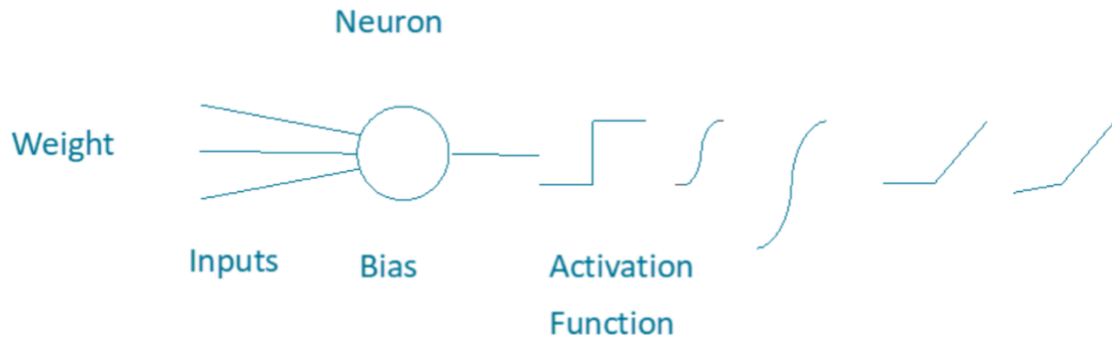 Neuron
Weight
Inputs
Bias
Activation
Function